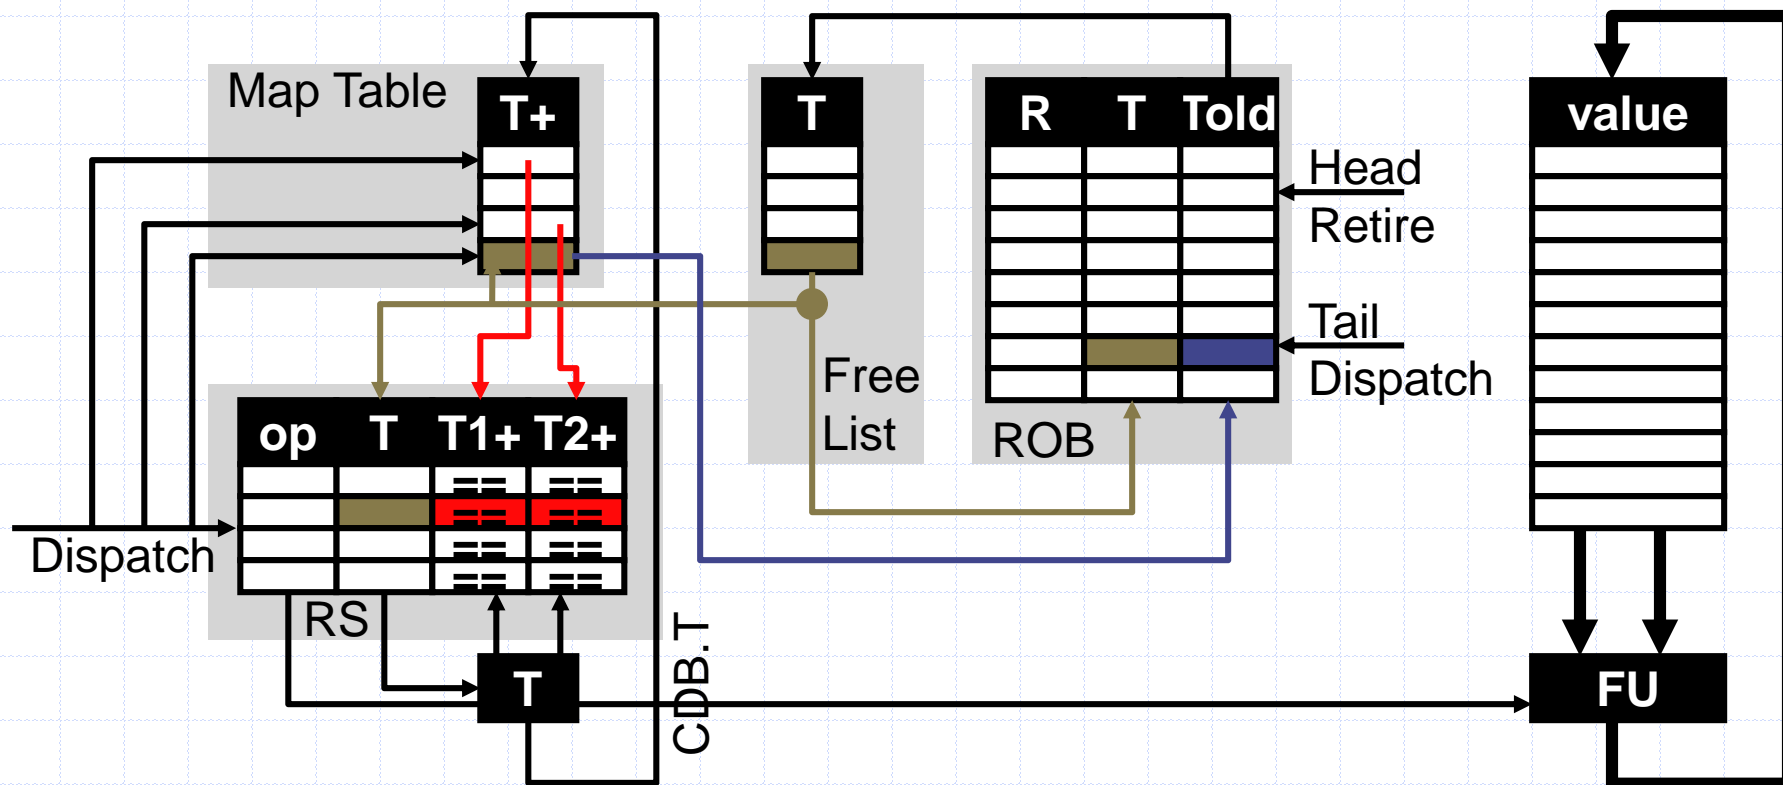 Map Table
T+
T
R T Told
value
Head
Retire
Tail
Dispatch
Free
List
ROB
op T T1+ T2+
== ==
== ==
== ==
== ==
Dispatch
RS
T
CDB.T
FU